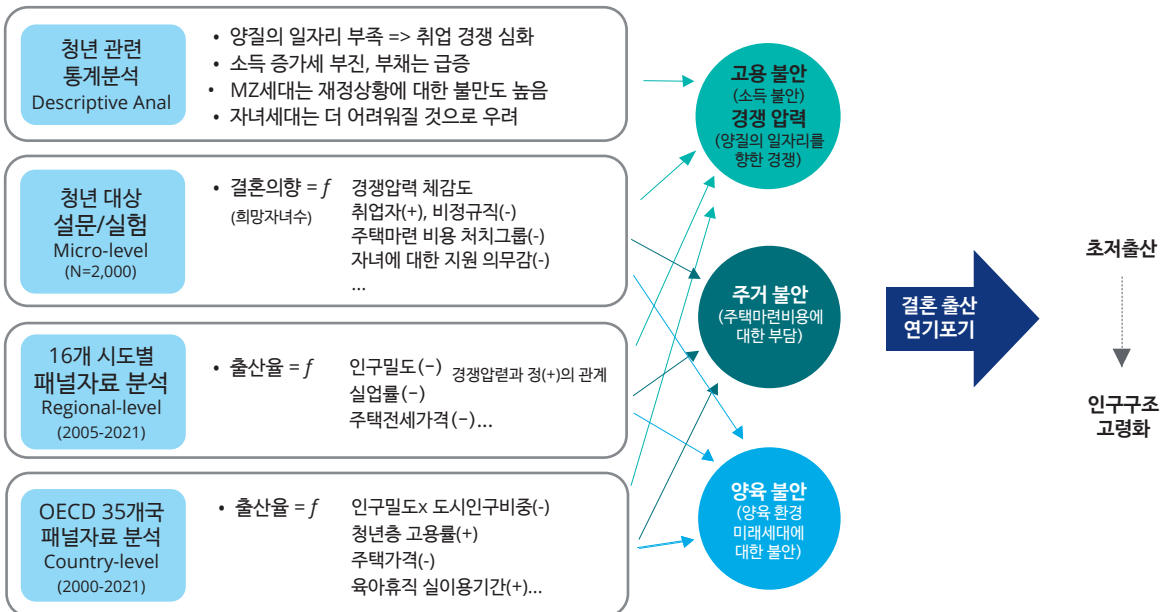 청년 관련
통계분석
Descriptive Anal
• 양질의 일자리 부족 => 취업 경쟁 심화
• 소득 증가세 부진, 부채는 급증
• MZ세대는 재정상황에 대한 불만도 높음
• 자녀세대는 더 어려워질 것으로 우려
청년 대상
설문/실험
Micro-level
(N=2,000)
• 결혼의향 = f
(희망자녀수)
경쟁압력 체감도
취업자(+), 비정규직(-)
주택마련 비용 처치그룹(-)
자녀에 대한 지원 의무감(-)
...
16개 시도별
패널자료 분석
Regional-level
(2005-2021)
• 출산율 = f
인구밀도(−) 경쟁압렫과 정(+)의 관계
실업률(−)
주택전세가격(−)...
OECD 35개국
패널자료 분석
Country-level
(2000-2021)
• 출산율 = f
인구밀도x 도시인구비중(-)
청년층 고용률(+)
주택가격(-)
육아휴직 실이용기간(+)...
고용 불안
(소득 불안)
경쟁 압력
(양질의 일자리를
향한 경쟁)
주거 불안
(주택마련비용에
대한 부담)
양육 불안
(양육 환경
미래세대에
대한 불안)
결혼 출산
연기포기
초저출산
인구구조
고령화